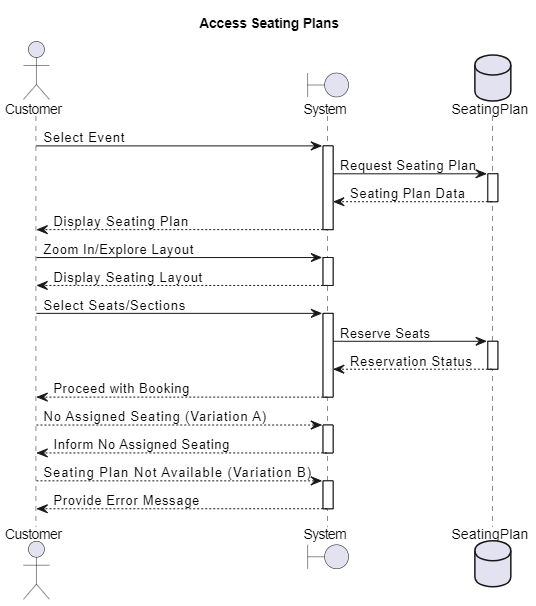 Access Seating Plans
Customer
System
SeatingPlan
Select Event
Request Seating Plan
Seating Plan Data
Display Seating Plan
Zoom In/Explore Layout
Display Seating Layout
Select Seats/Sections
Reserve Seats
Reservation Status
Proceed with Booking
No Assigned Seating (Variation A)
Inform No Assigned Seating
Seating Plan Not Available (Variation B)
Provide Error Message
Customer
System
SeatingPlan